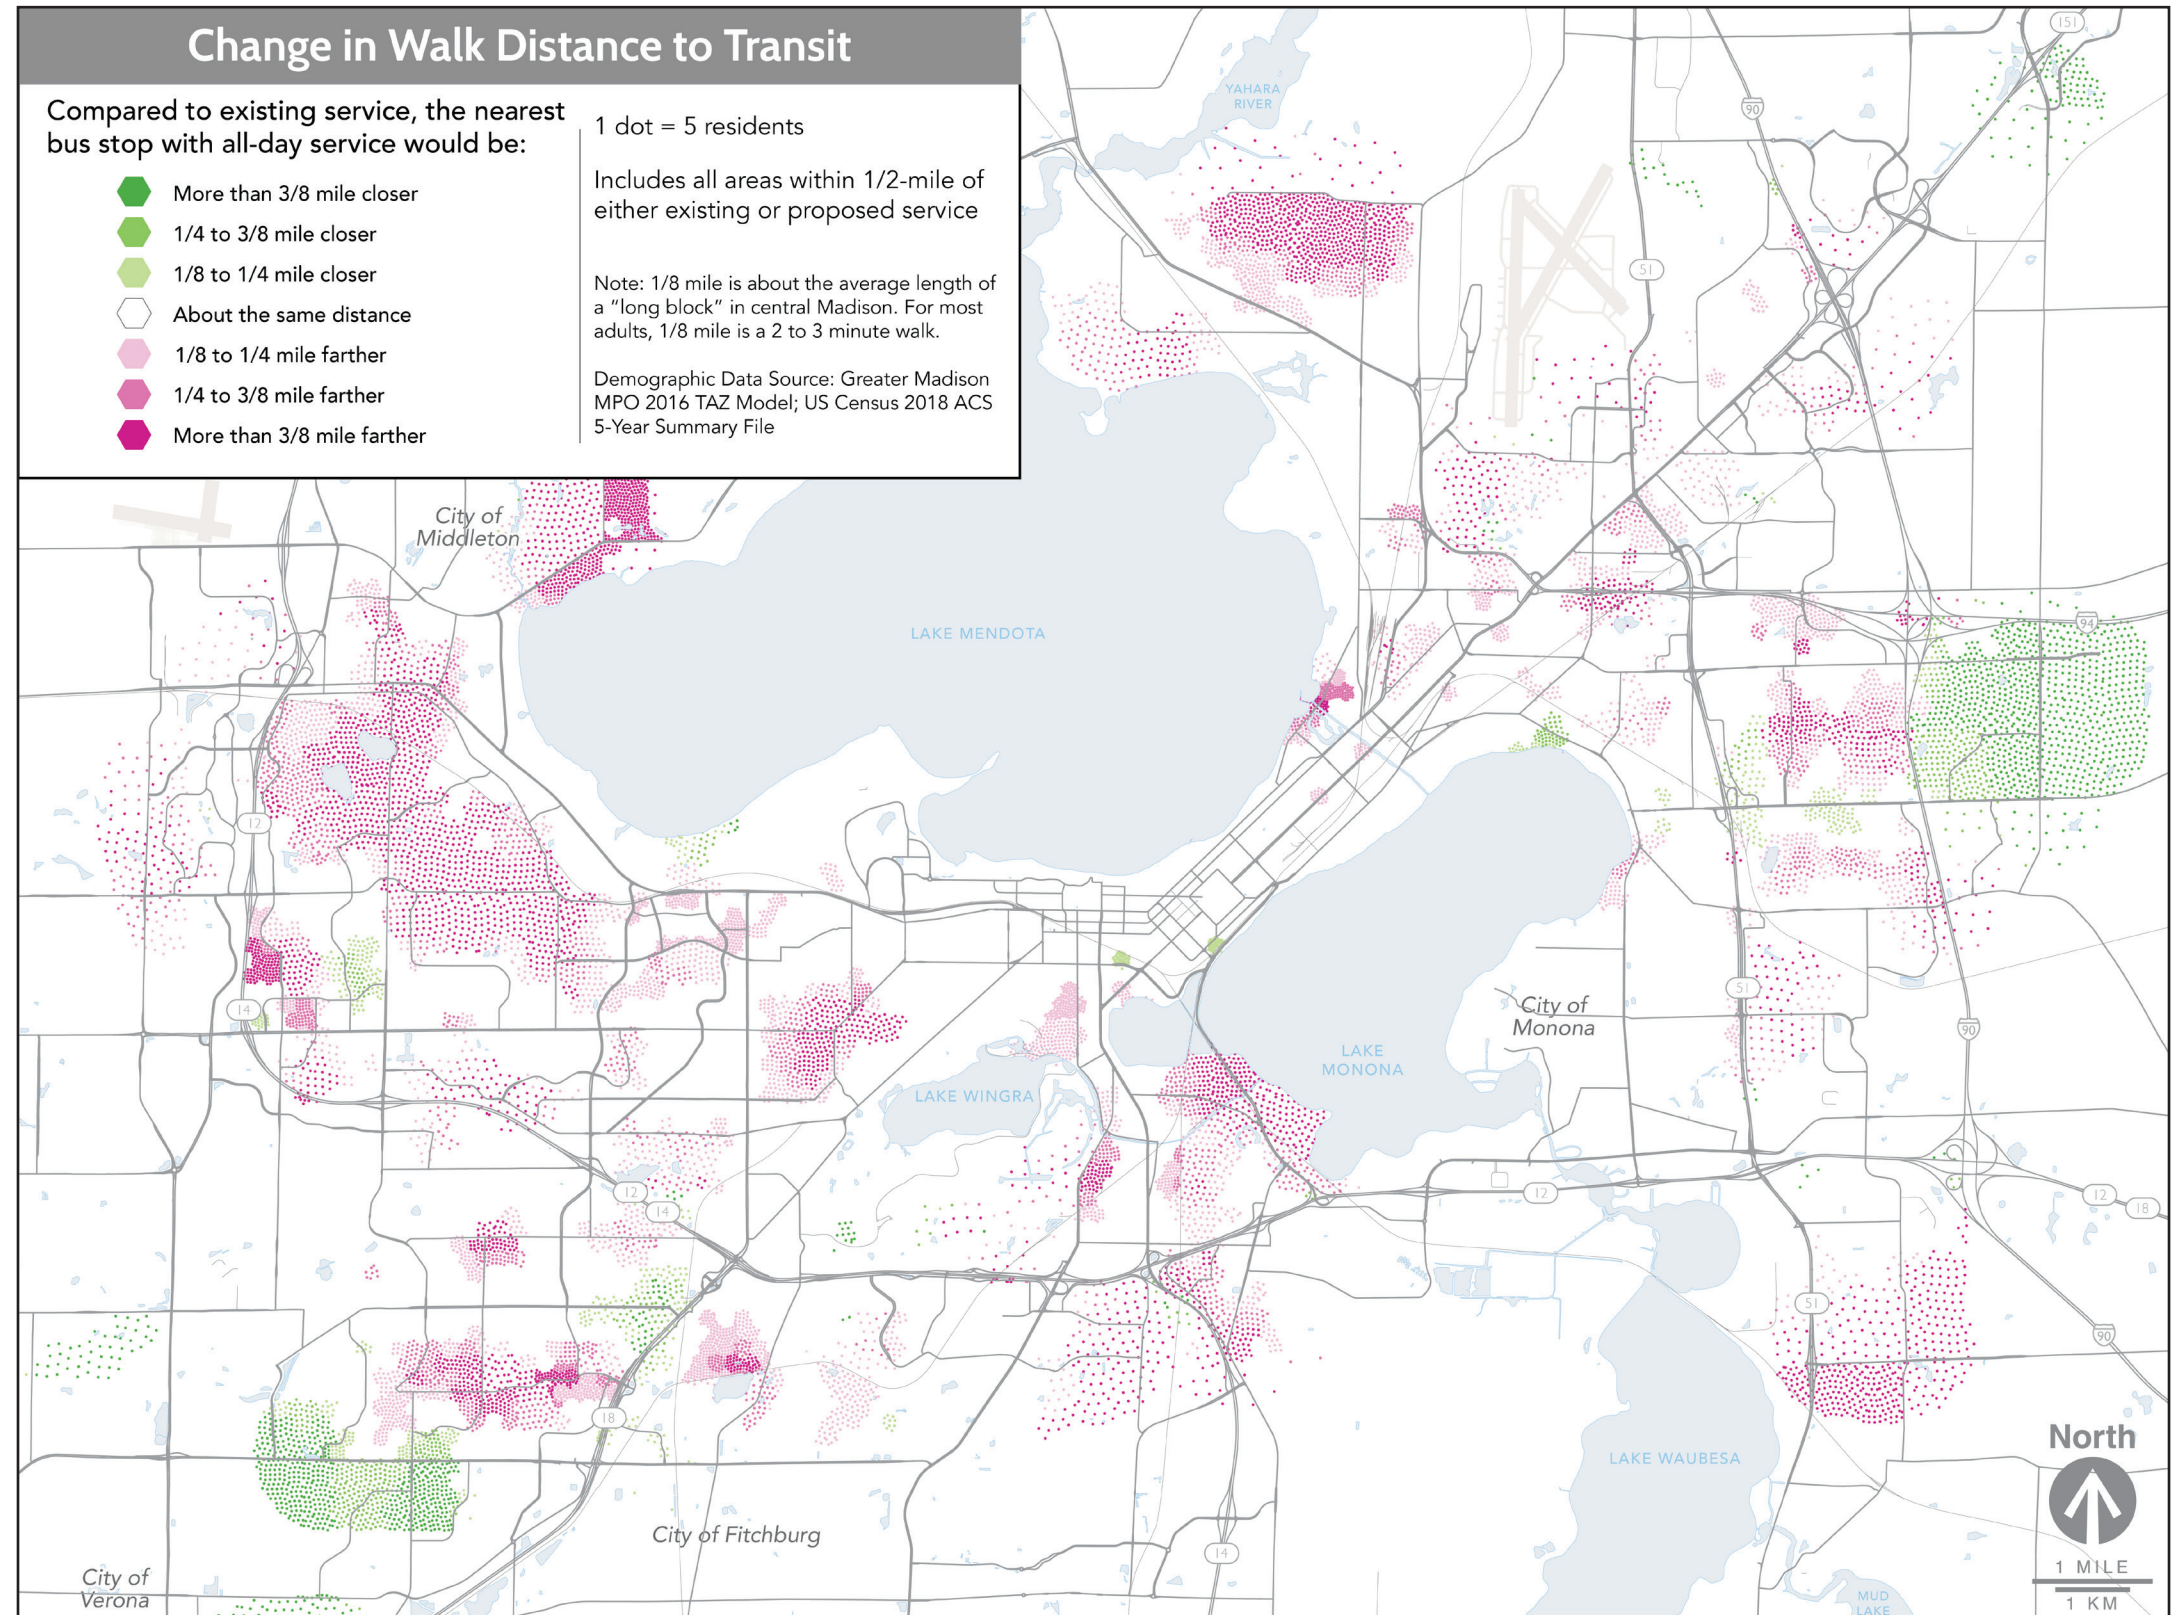 Change in Walk Distance to Transit
Compared to existing service, the nearest
bus stop with all-day service would be:
More than 3/8 mile closer
1/4 to 3/8 mile closer
1/8 to 1/4 mile closer
About the same distance
1/8 to 1/4 mile farther
1/4 to 3/8 mile farther
More than 3/8 mile farther
1 dot = 5 residents
Includes all areas within 1/2-mile of
either existing or proposed service
Note: 1/8 mile is about the average length of
a “long block” in central Madison. For most
adults, 1/8 mile is a 2 to 3 minute walk.
Demographic Data Source: Greater Madison
MPO 2016 TAZ Model; US Census 2018 ACS
5-Year Summary File
YAHARA
RIVER
151
90
51
City of
Middleton
LAKE MENDOTA
94
12
14
51
City of
Monona
90
LAKE
MONONA
LAKE WINGRA
12
14
12
12
18
51
90
18
North
LAKE WAUBESA
City of Fitchburg
14
1 MILE
1 KM
City of
Verona
MUD
LAKE